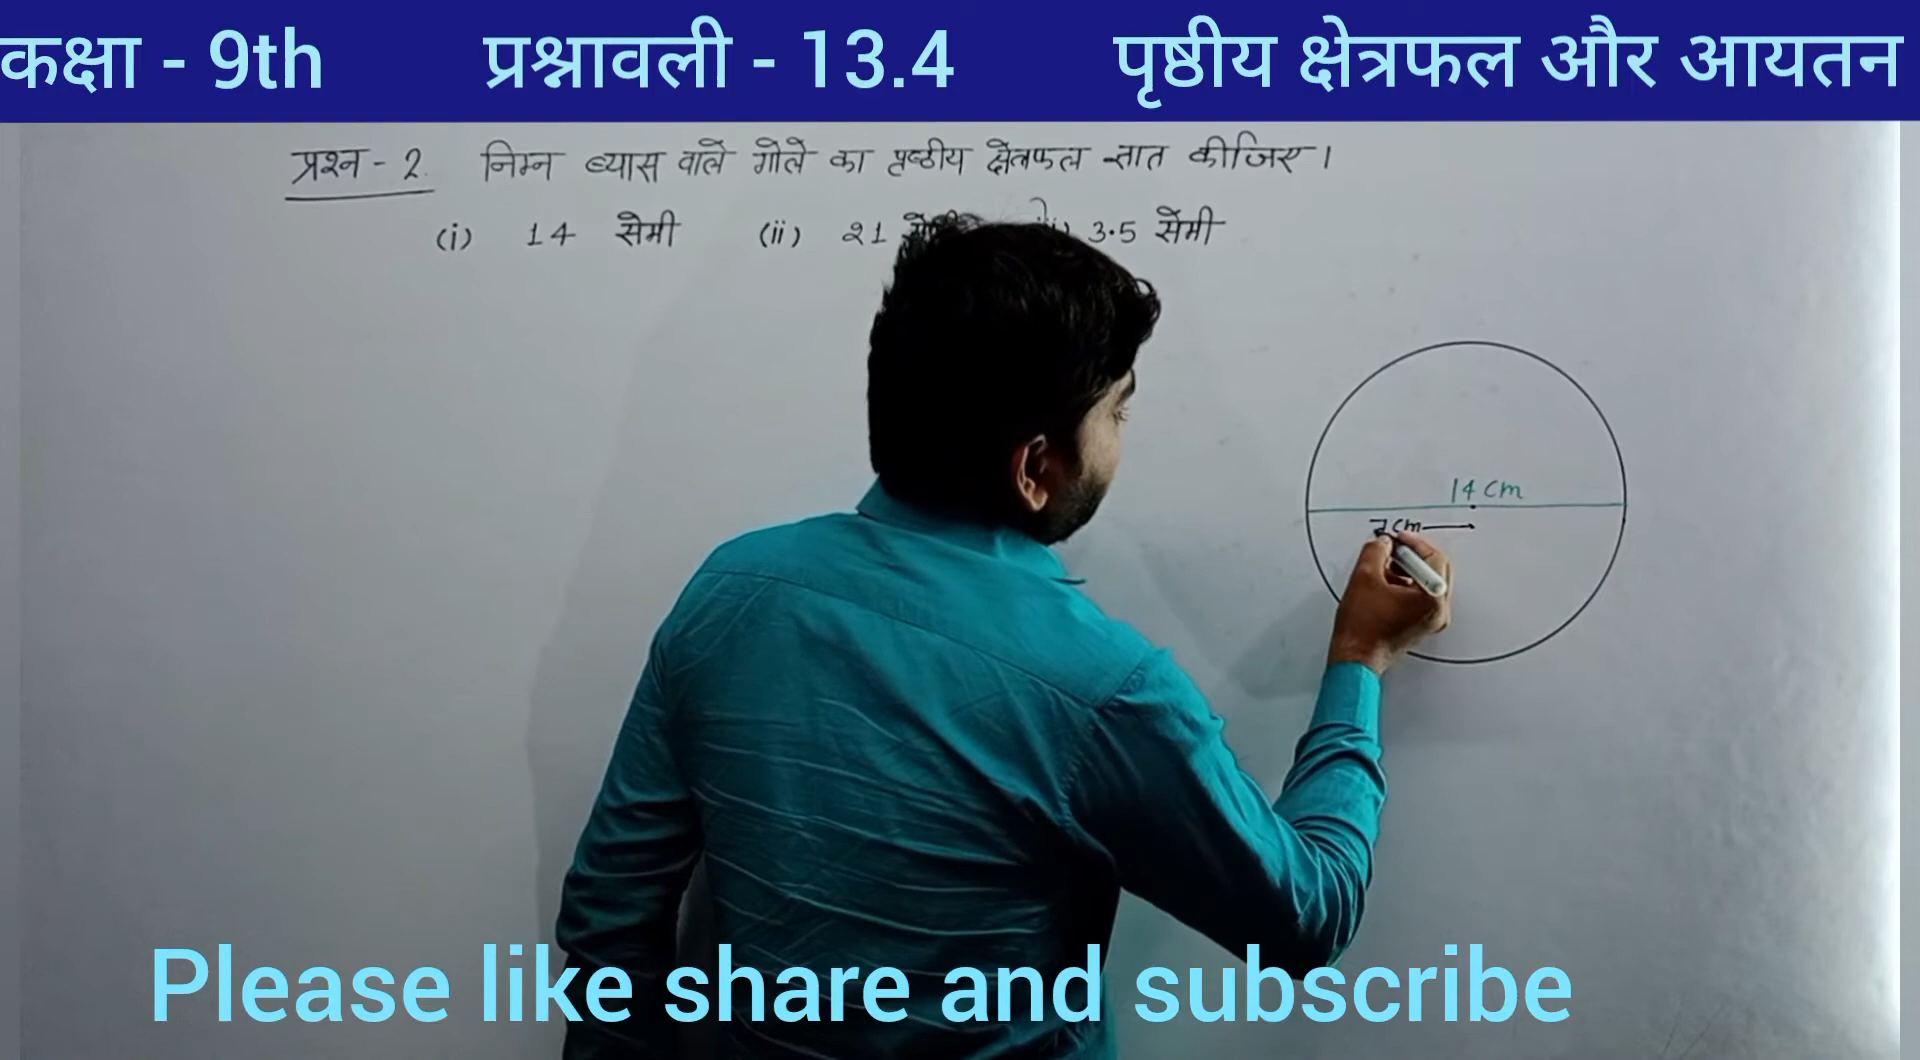 कक्षा - 9th प्रश्नावली - 13.4 पृष्ठीय क्षेत्रफल और आयतन
प्रश्न - 2. निम्न व्यास वाले गोले का पृष्ठीय क्षेत्रफल ज्ञात कीजिए।
(i) 14 सेमी (ii) 21 3.5 सेमी
14 cm
7 cm
Please like share and subscribe